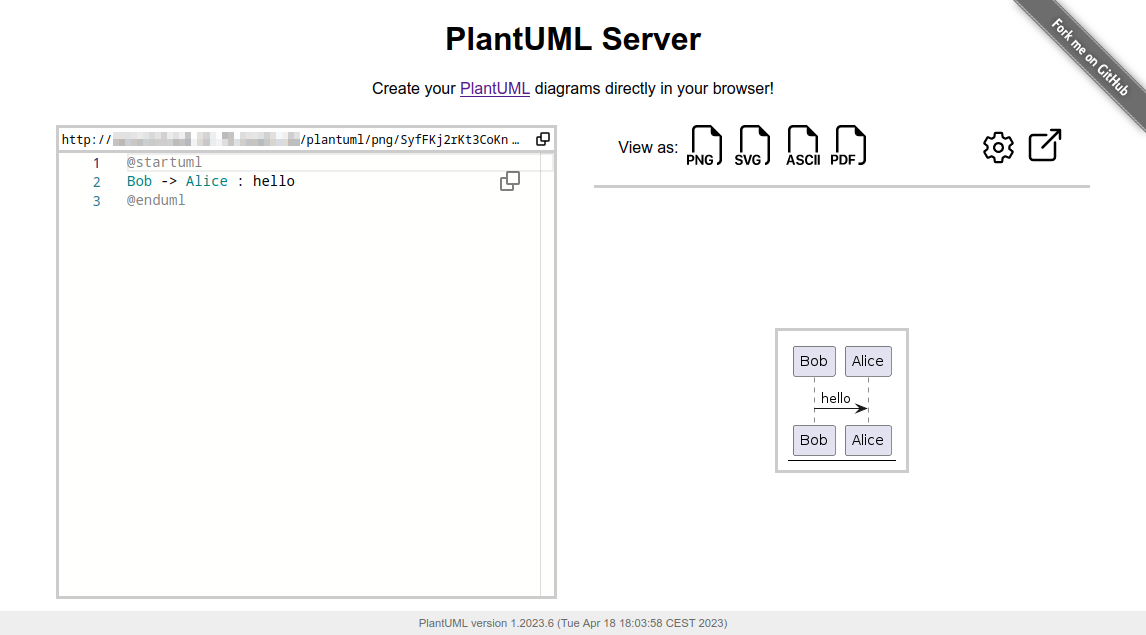 Fork me on GitHub
PlantUML Server
Create your PlantUML diagrams directly in your browser!
http:// /plantuml/png/SyfFKj2rKt3CoKn…
1 @startuml
2 Bob -> Alice : hello
3 @enduml
View as: PNG SVG ASCII PDF
Bob Alice
hello
Bob Alice
PlantUML version 1.2023.6 (Tue Apr 18 18:03:58 CEST 2023)